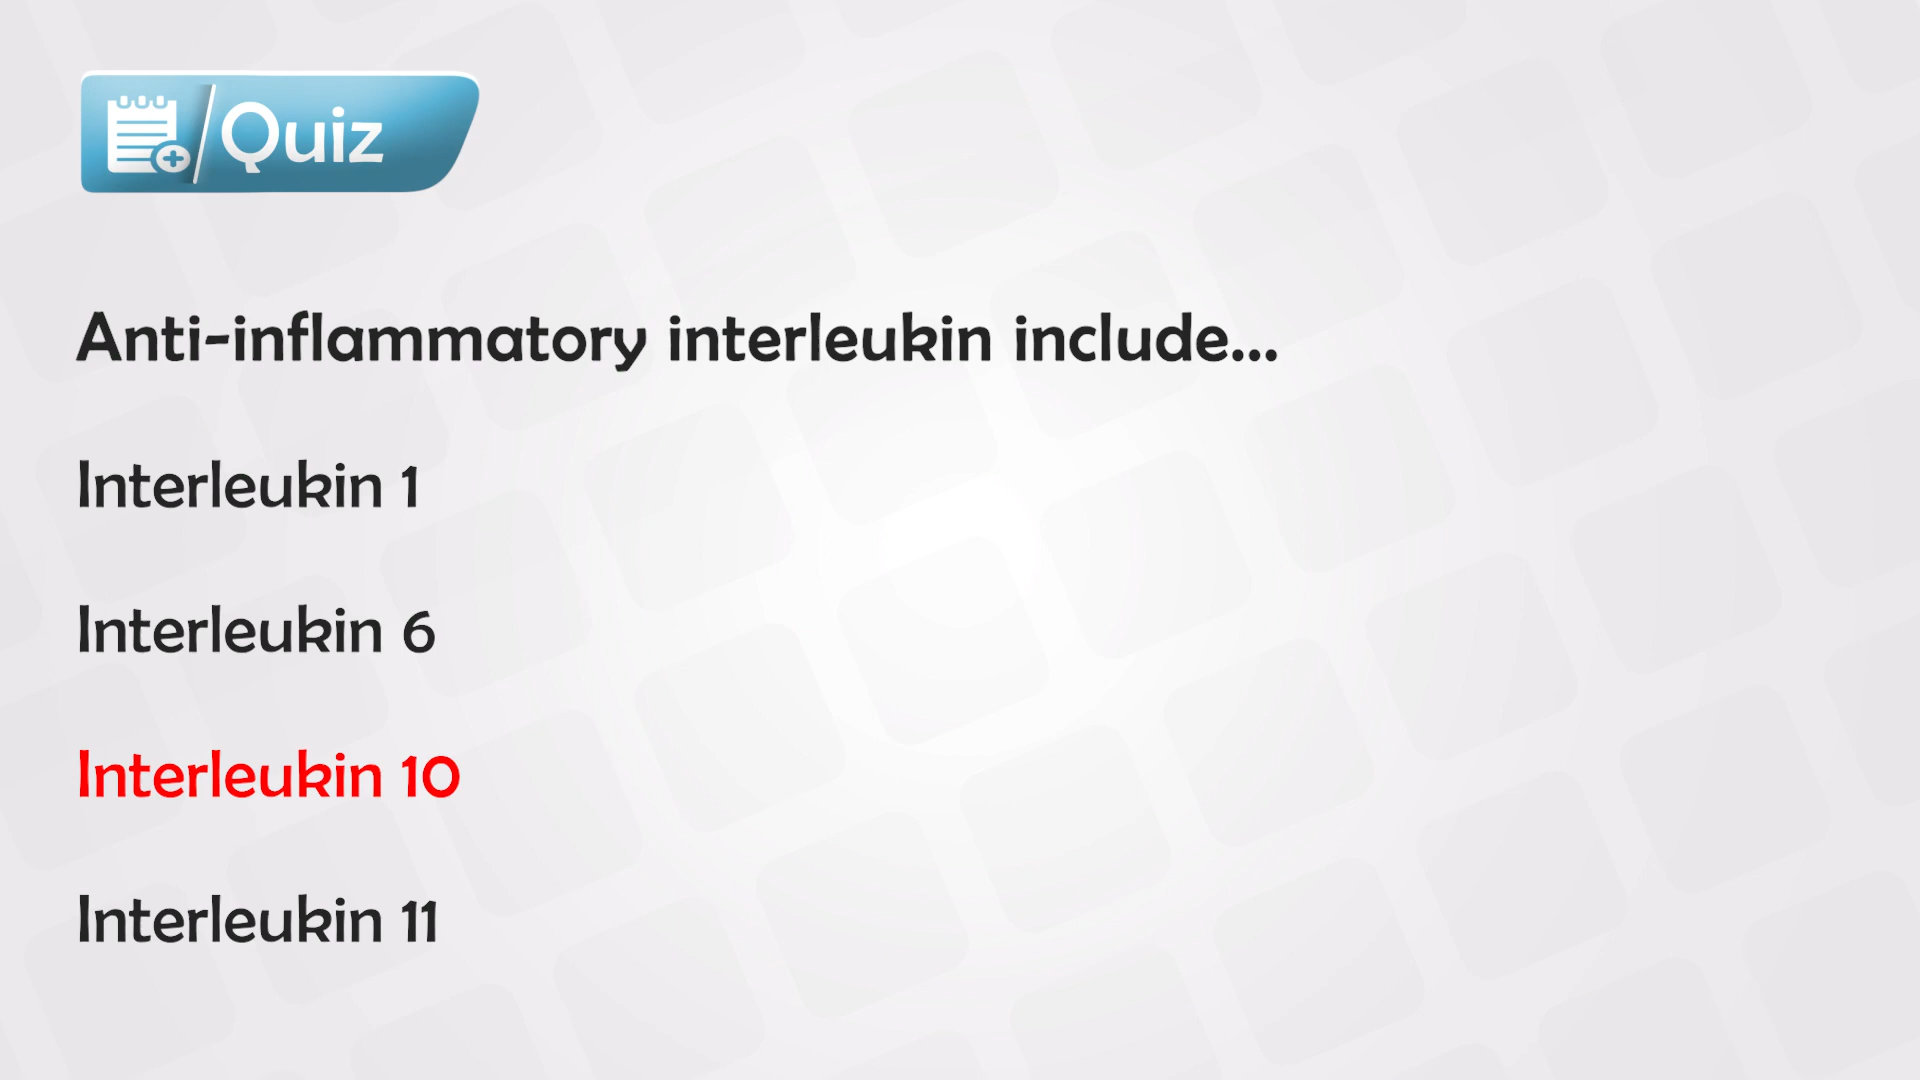 Quiz
Anti-inflammatory interleukin include...
Interleukin 1
Interleukin 6
Interleukin 10
Interleukin 11